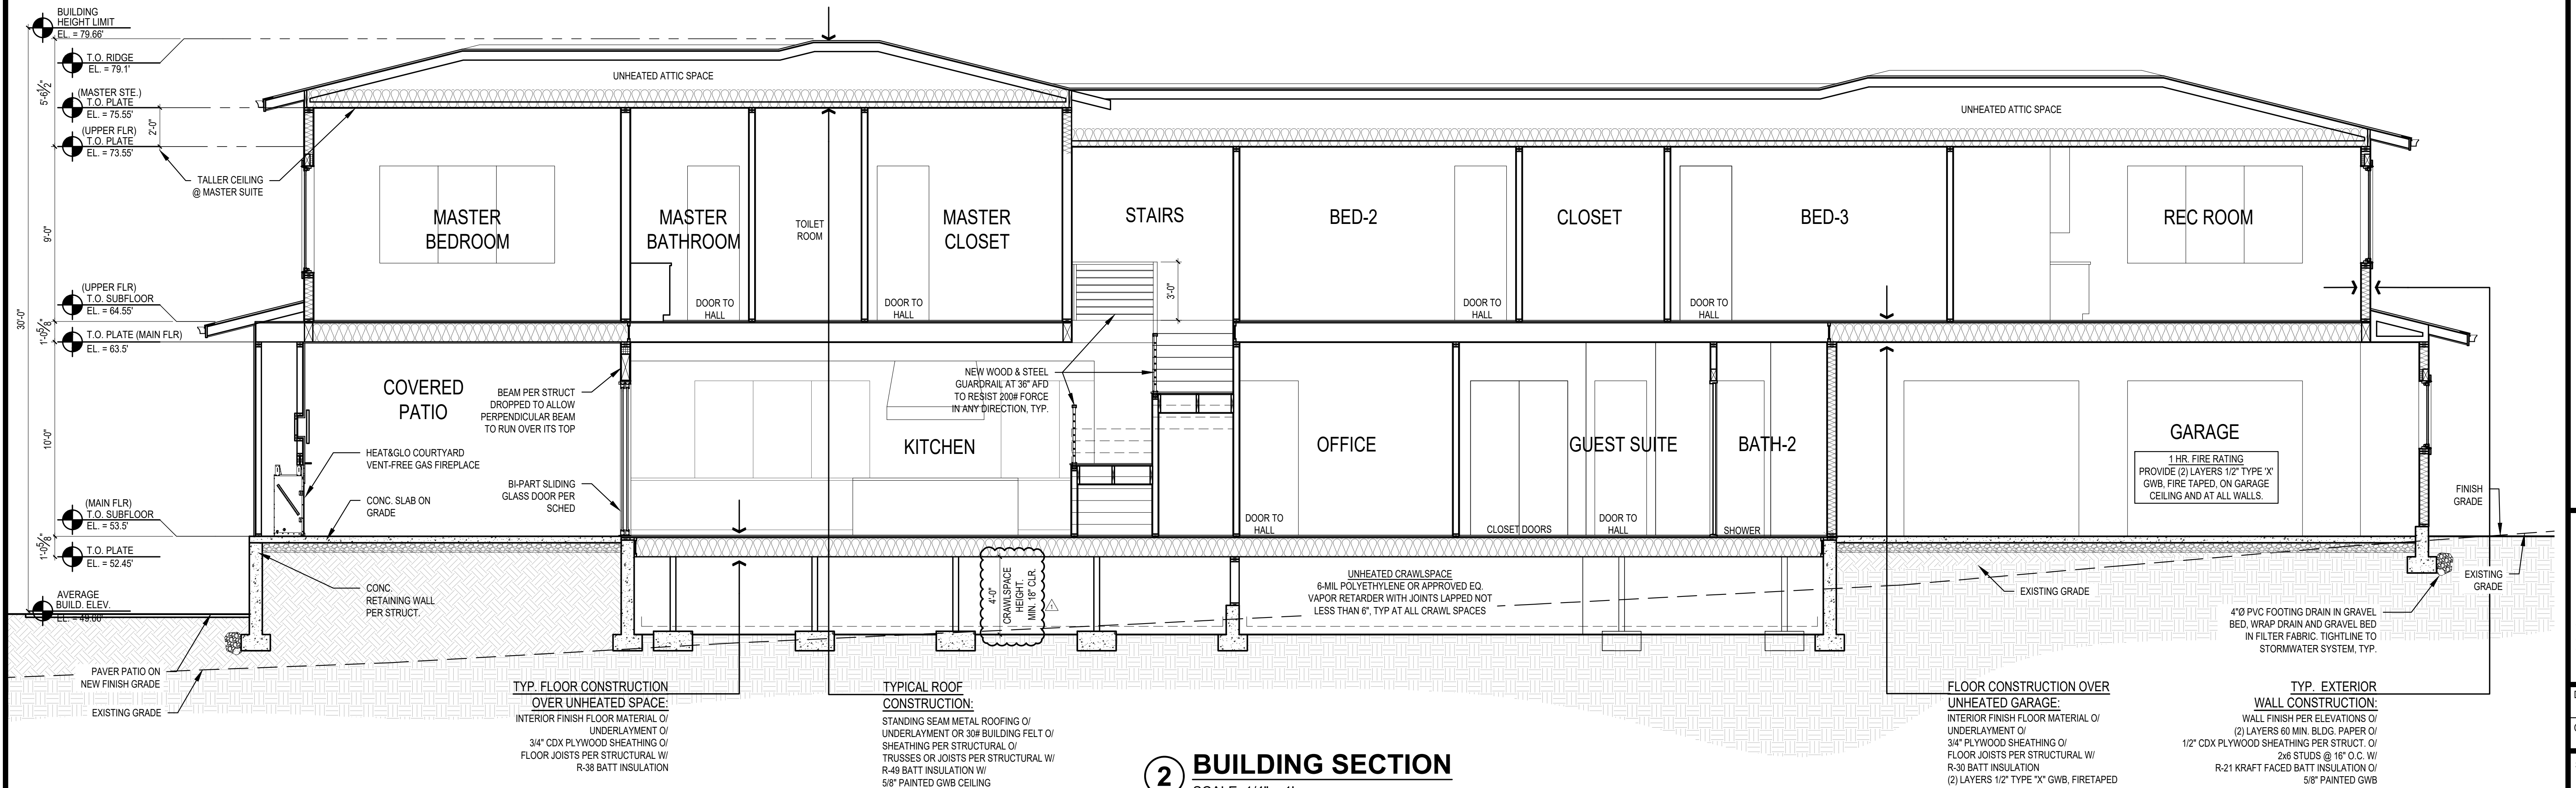 BUILDING
HEIGHT LIMIT
EL. = 79.66'
T.O. RIDGE
EL. = 79.1'
5'-6 1/2"
(MASTER STE.)
T.O. PLATE
EL. = 75.55'
2'-0"
(UPPER FLR)
T.O. PLATE
EL. = 73.55'
TALLER CEILING
@ MASTER SUITE
9'-0"
(UPPER FLR)
T.O. SUBFLOOR
EL. = 64.55'
30'-0"
1'-0 5/8"
T.O. PLATE (MAIN FLR)
EL. = 63.5'
10'-0"
(MAIN FLR)
T.O. SUBFLOOR
EL. = 53.5'
1'-0 5/8"
T.O. PLATE
EL. = 52.45'
AVERAGE
BUILD. ELEV.
EL. = 49.66'
UNHEATED ATTIC SPACE
UNHEATED ATTIC SPACE
MASTER
BEDROOM
MASTER
BATHROOM
TOILET
ROOM
MASTER
CLOSET
STAIRS
BED-2
CLOSET
BED-3
REC ROOM
DOOR TO
HALL
DOOR TO
HALL
3'-0"
DOOR TO
HALL
DOOR TO
HALL
COVERED
PATIO
BEAM PER STRUCT
DROPPED TO ALLOW
PERPENDICULAR BEAM
TO RUN OVER ITS TOP
HEAT&GLO COURTYARD
VENT-FREE GAS FIREPLACE
CONC. SLAB ON
GRADE
BI-PART SLIDING
GLASS DOOR PER
SCHED
KITCHEN
NEW WOOD & STEEL
GUARDRAIL AT 36" AFD
TO RESIST 200# FORCE
IN ANY DIRECTION, TYP.
OFFICE
DOOR TO
HALL
GUEST SUITE
CLOSET DOORS
DOOR TO
HALL
BATH-2
SHOWER
GARAGE
1 HR. FIRE RATING
PROVIDE (2) LAYERS 1/2" TYPE 'X'
GWB, FIRE TAPED, ON GARAGE
CEILING AND AT ALL WALLS.
FINISH
GRADE
CONC.
RETAINING WALL
PER STRUCT.
4'-0"
CRAWLSPACE
HEIGHT.
MIN. 18" CLR.
1
UNHEATED CRAWLSPACE
6-MIL POLYETHYLENE OR APPROVED EQ.
VAPOR RETARDER WITH JOINTS LAPPED NOT
LESS THAN 6", TYP AT ALL CRAWL SPACES
EXISTING GRADE
EXISTING
GRADE
4"Ø PVC FOOTING DRAIN IN GRAVEL
BED, WRAP DRAIN AND GRAVEL BED
IN FILTER FABRIC. TIGHTLINE TO
STORMWATER SYSTEM, TYP.
PAVER PATIO ON
NEW FINISH GRADE
EXISTING GRADE
TYP. FLOOR CONSTRUCTION
OVER UNHEATED SPACE:
INTERIOR FINISH FLOOR MATERIAL O/
UNDERLAYMENT O/
3/4" CDX PLYWOOD SHEATHING O/
FLOOR JOISTS PER STRUCTURAL W/
R-38 BATT INSULATION
TYPICAL ROOF
CONSTRUCTION:
STANDING SEAM METAL ROOFING O/
UNDERLAYMENT OR 30# BUILDING FELT O/
SHEATHING PER STRUCTURAL O/
TRUSSES OR JOISTS PER STRUCTURAL W/
R-49 BATT INSULATION W/
5/8" PAINTED GWB CEILING
2 BUILDING SECTION
FLOOR CONSTRUCTION OVER
UNHEATED GARAGE:
INTERIOR FINISH FLOOR MATERIAL O/
UNDERLAYMENT O/
3/4" PLYWOOD SHEATHING O/
FLOOR JOISTS PER STRUCTURAL W/
R-30 BATT INSULATION
(2) LAYERS 1/2" TYPE "X" GWB, FIRETAPED
TYP. EXTERIOR
WALL CONSTRUCTION:
WALL FINISH PER ELEVATIONS O/
(2) LAYERS 60 MIN. BLDG. PAPER O/
1/2" CDX PLYWOOD SHEATHING PER STRUCT. O/
2x6 STUDS @ 16" O.C. W/
R-21 KRAFT FACED BATT INSULATION O/
5/8" PAINTED GWB